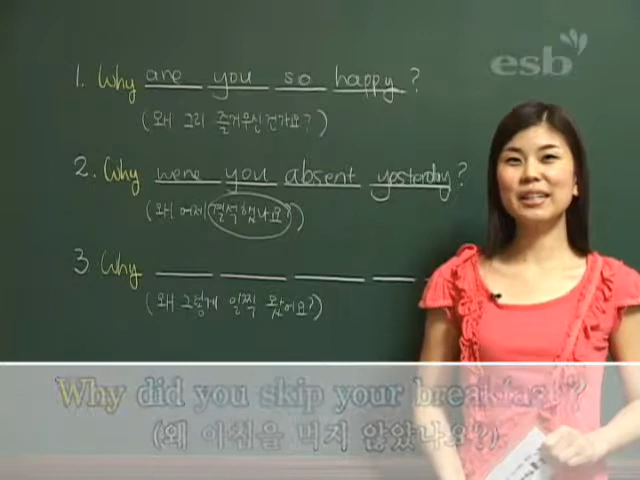 esb
1. Why are you so happy?
(왜 그리 즐거우신건가요?)
2. Why were you absent yesterday?
(왜 어제 결석했나요?)
3 Why
(왜 그렇게 일찍 왔어요?)
Why did you skip your breakfast?
(왜 아침을 먹지 않았나요?)